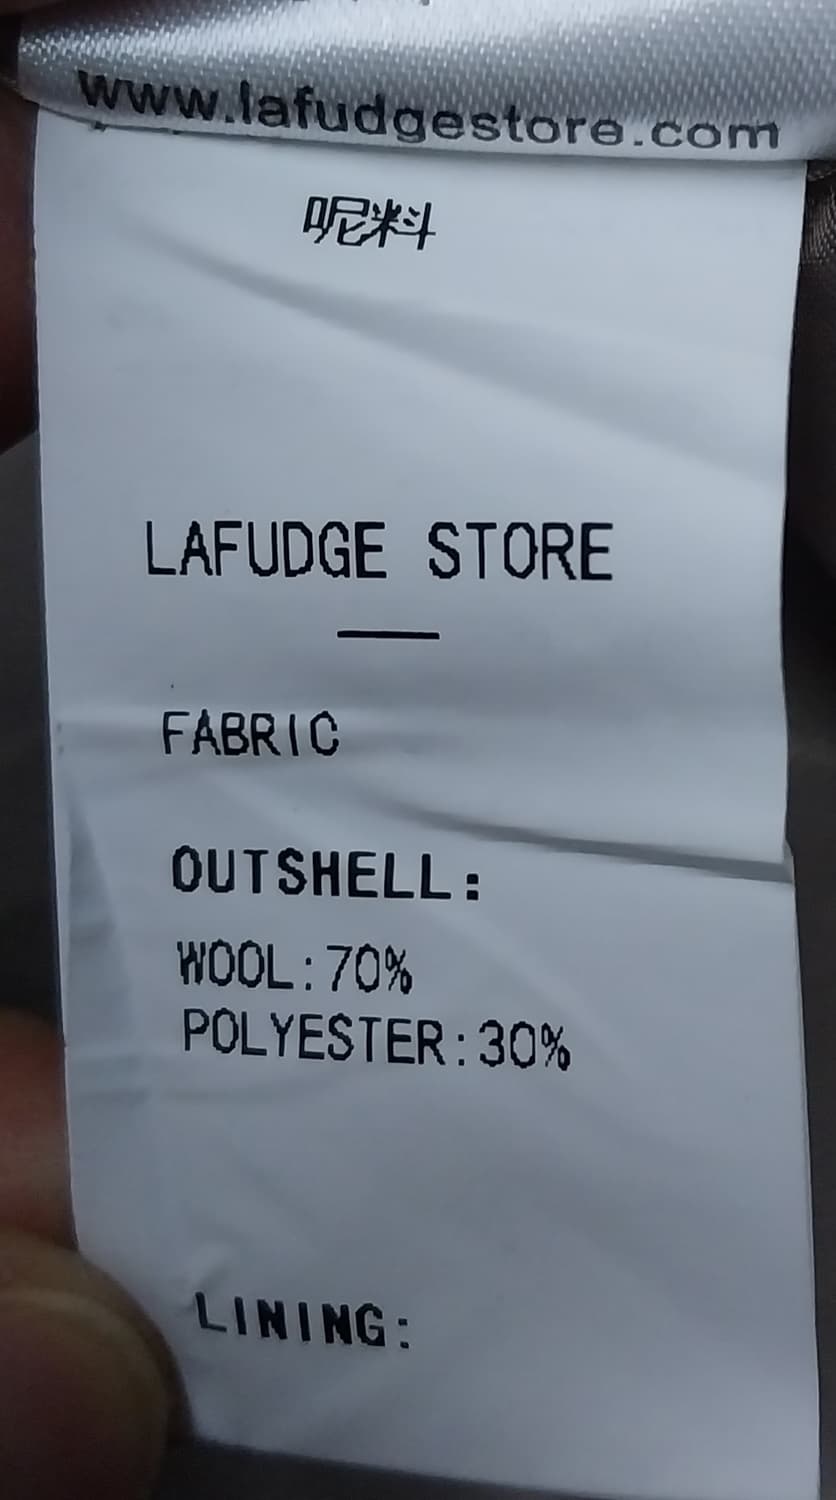 www.lafudgestore.com
呢料
LAFUDGE STORE
—
FABRIC
OUTSHELL:
WOOL:70%
POLYESTER:30%
LINING: